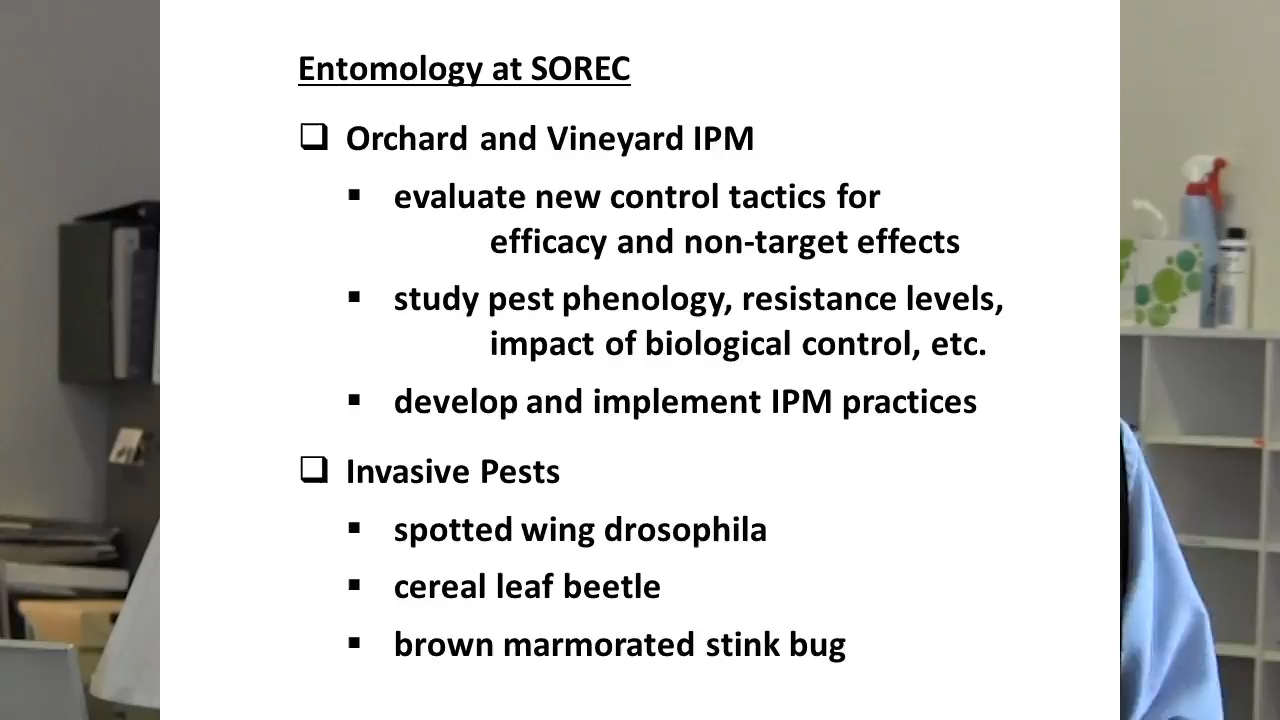 Entomology at SOREC
❑ Orchard and Vineyard IPM
▪ evaluate new control tactics for
efficacy and non-target effects
▪ study pest phenology, resistance levels,
impact of biological control, etc.
▪ develop and implement IPM practices
❑ Invasive Pests
▪ spotted wing drosophila
▪ cereal leaf beetle
▪ brown marmorated stink bug